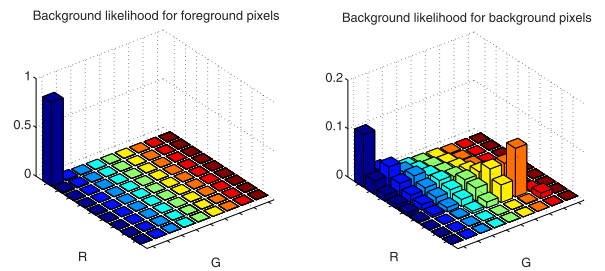 Background likelihood for foreground pixels
1
0.5
0
R
G
Background likelihood for background pixels
0.2
0.1
0
R
G